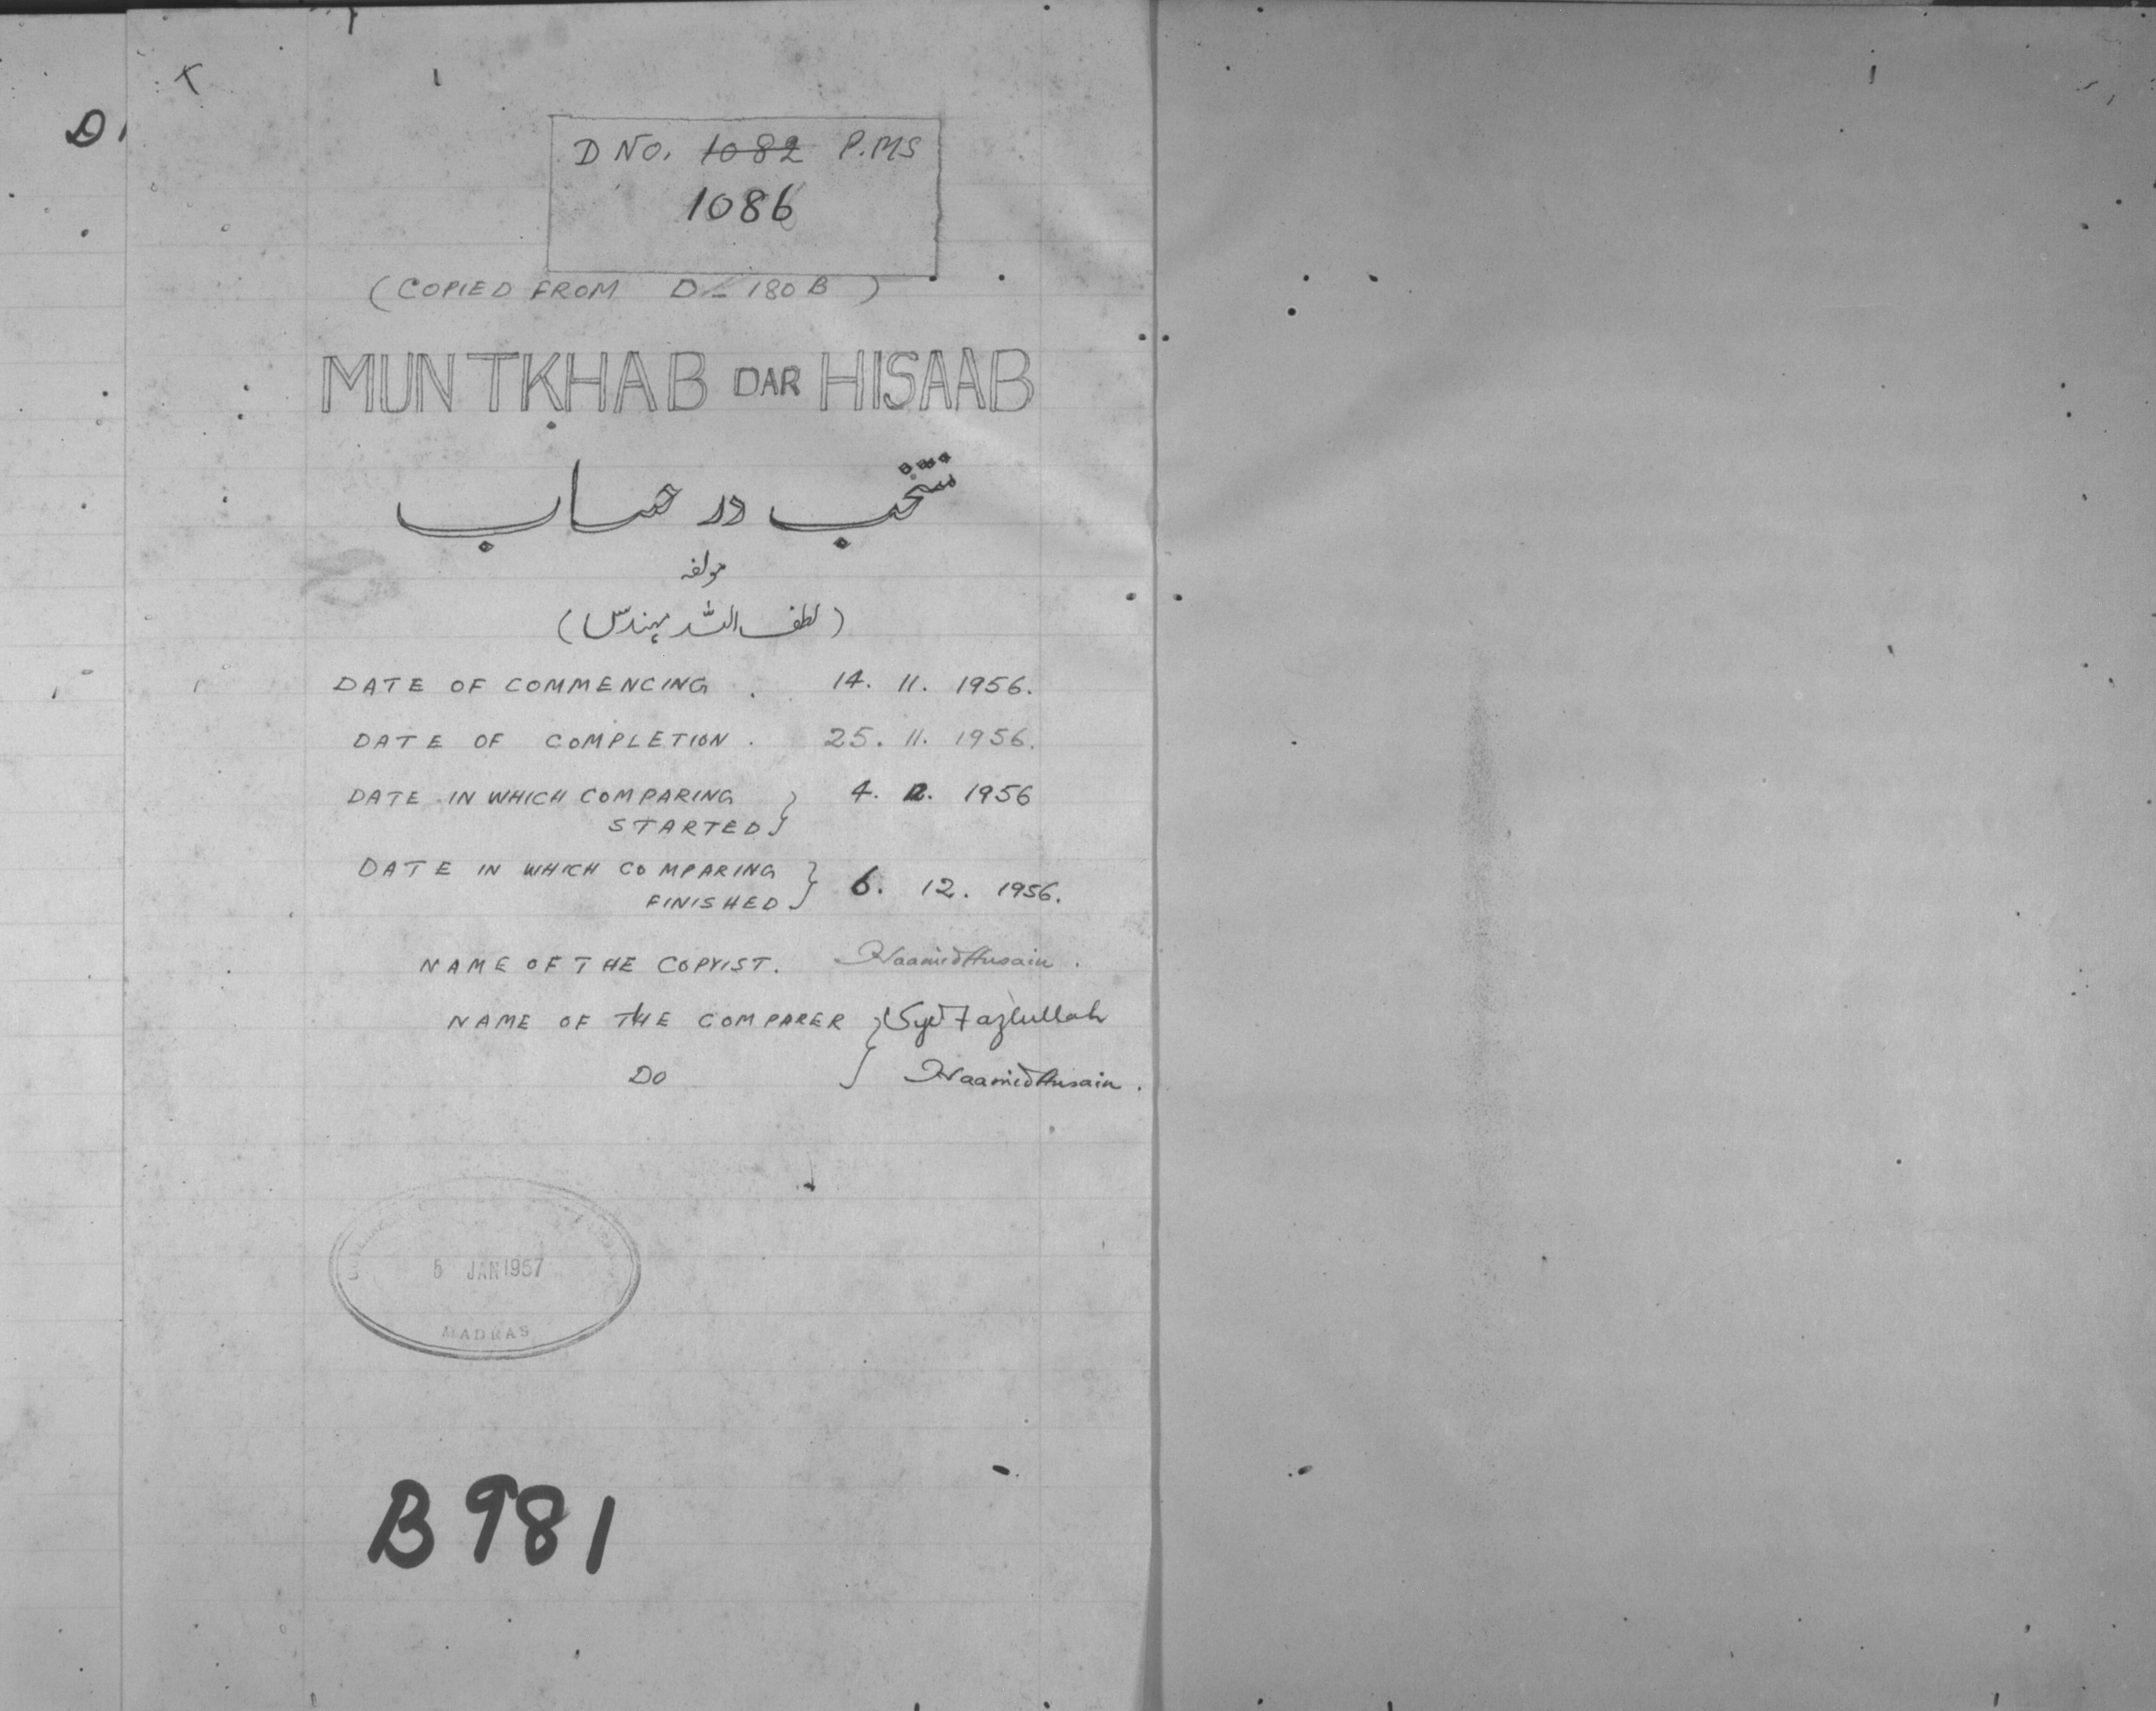 D NO. 1082 P.MS
1086
(COPIED FROM D-180B)
MUNTKHAB DAR HISAAB
منتخب در حساب
مولفہ
(لطف اللہ مہندس)
DATE OF COMMENCING . 14. 11. 1956.
DATE OF COMPLETION . 25. 11. 1956.
DATE IN WHICH COMPARING
STARTED } 4. 12. 1956
DATE IN WHICH COMPARING
FINISHED } 6. 12. 1956.
NAME OF THE COPYIST. Haamid Husain.
NAME OF THE COMPARER } Syed Fazlullah
DO } Haamid Husain.
5 JAN 1957
MADRAS
B981